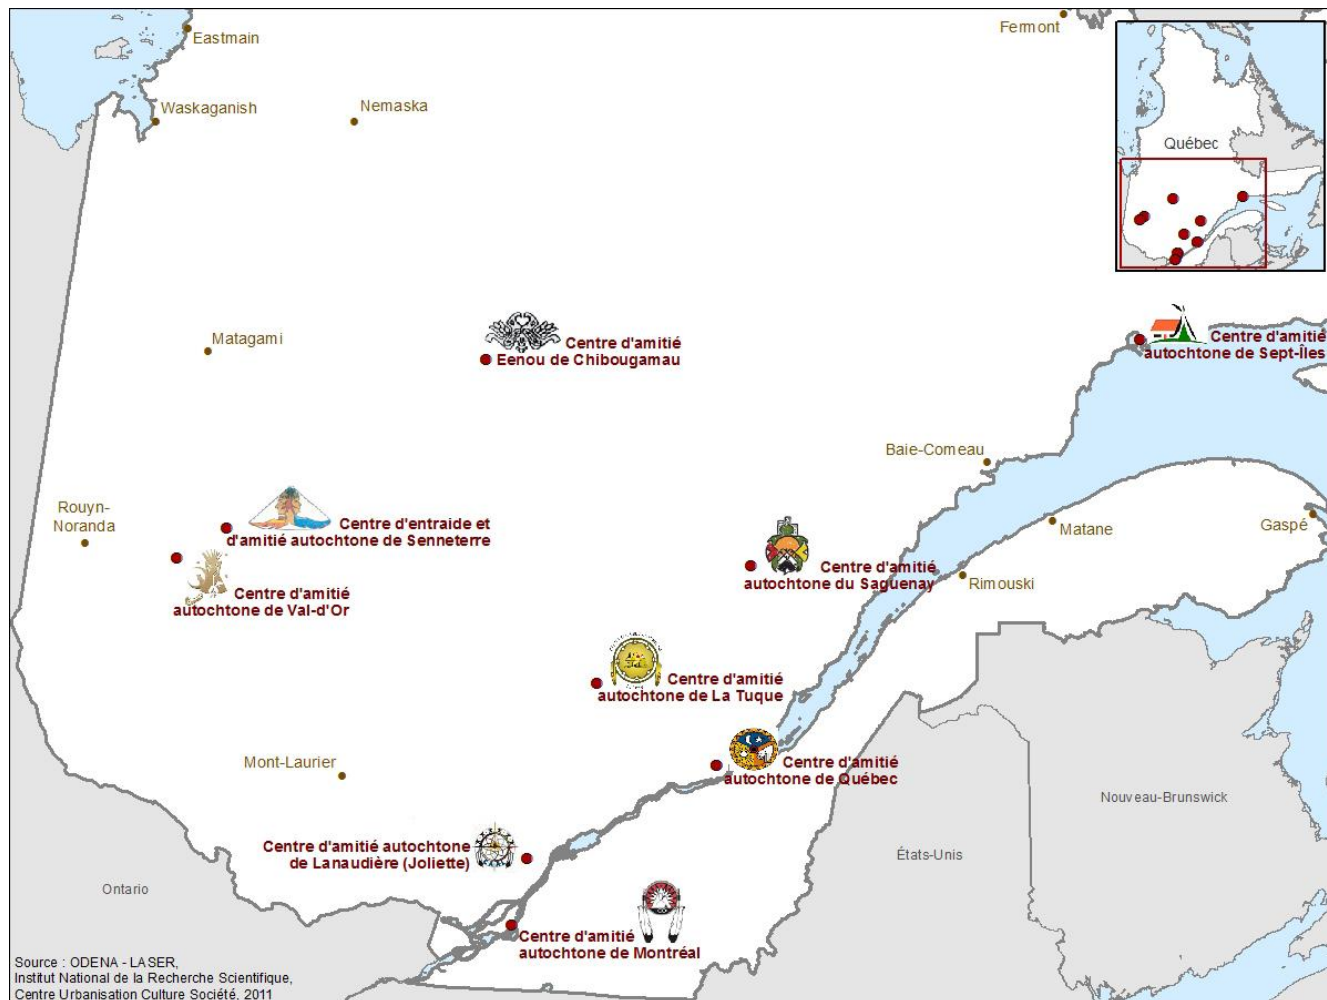 Eastmain
Fermont
Waskaganish
Nemaska
Québec
Matagami
Centre d'amitié
Eenou de Chibougamau
Centre d'amitié
autochtone de Sept-Îles
Baie-Comeau
Rouyn-
Noranda
Centre d'entraide et
d'amitié autochtone de Senneterre
Matane
Gaspé
Centre d'amitié
autochtone de Val-d'Or
Centre d'amitié
autochtone du Saguenay
Rimouski
Centre d'amitié
autochtone de La Tuque
Mont-Laurier
Centre d'amitié
autochtone de Québec
Nouveau-Brunswick
Centre d'amitié autochtone
de Lanaudière (Joliette)
États-Unis
Ontario
Centre d'amitié
autochtone de Montréal
Source : ODENA - LASER,
Institut National de la Recherche Scientifique,
Centre Urbanisation Culture Société, 2011